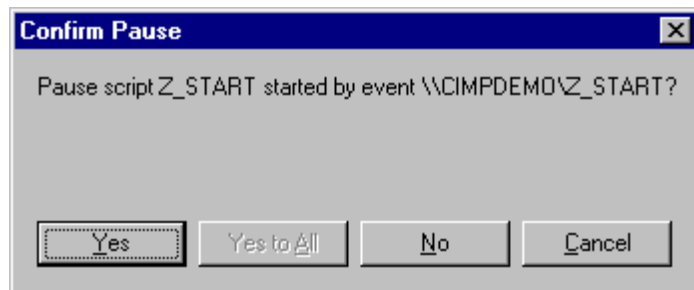 Confirm Pause
Pause script Z_START started by event \\CIMPDEMO\Z_START?
Yes Yes to All No Cancel